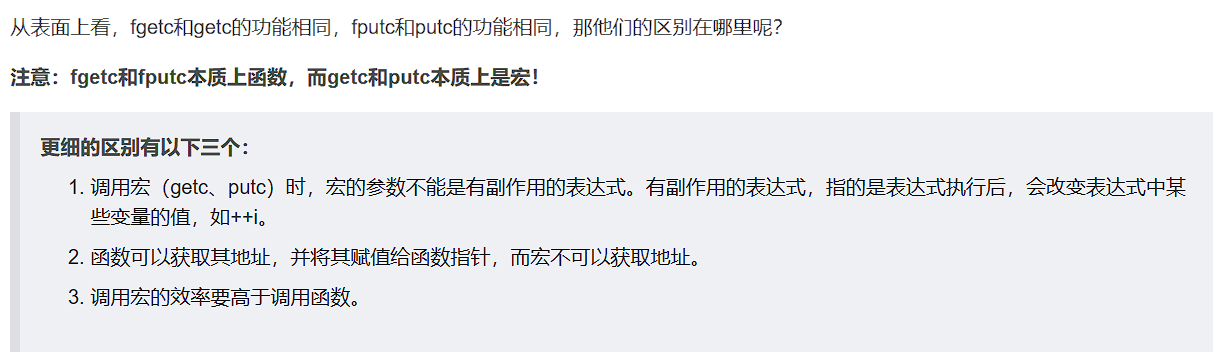 从表面上看，fgetc和getc的功能相同，fputc和putc的功能相同，那他们的区别在哪里呢？
注意：fgetc和fputc本质上函数，而getc和putc本质上是宏！
更细的区别有以下三个：
1. 调用宏（getc、putc）时，宏的参数不能是有副作用的表达式。有副作用的表达式，指的是表达式执行后，会改变表达式中某
些变量的值，如++i。
2. 函数可以获取其地址，并将其赋值给函数指针，而宏不可以获取地址。
3. 调用宏的效率要高于调用函数。